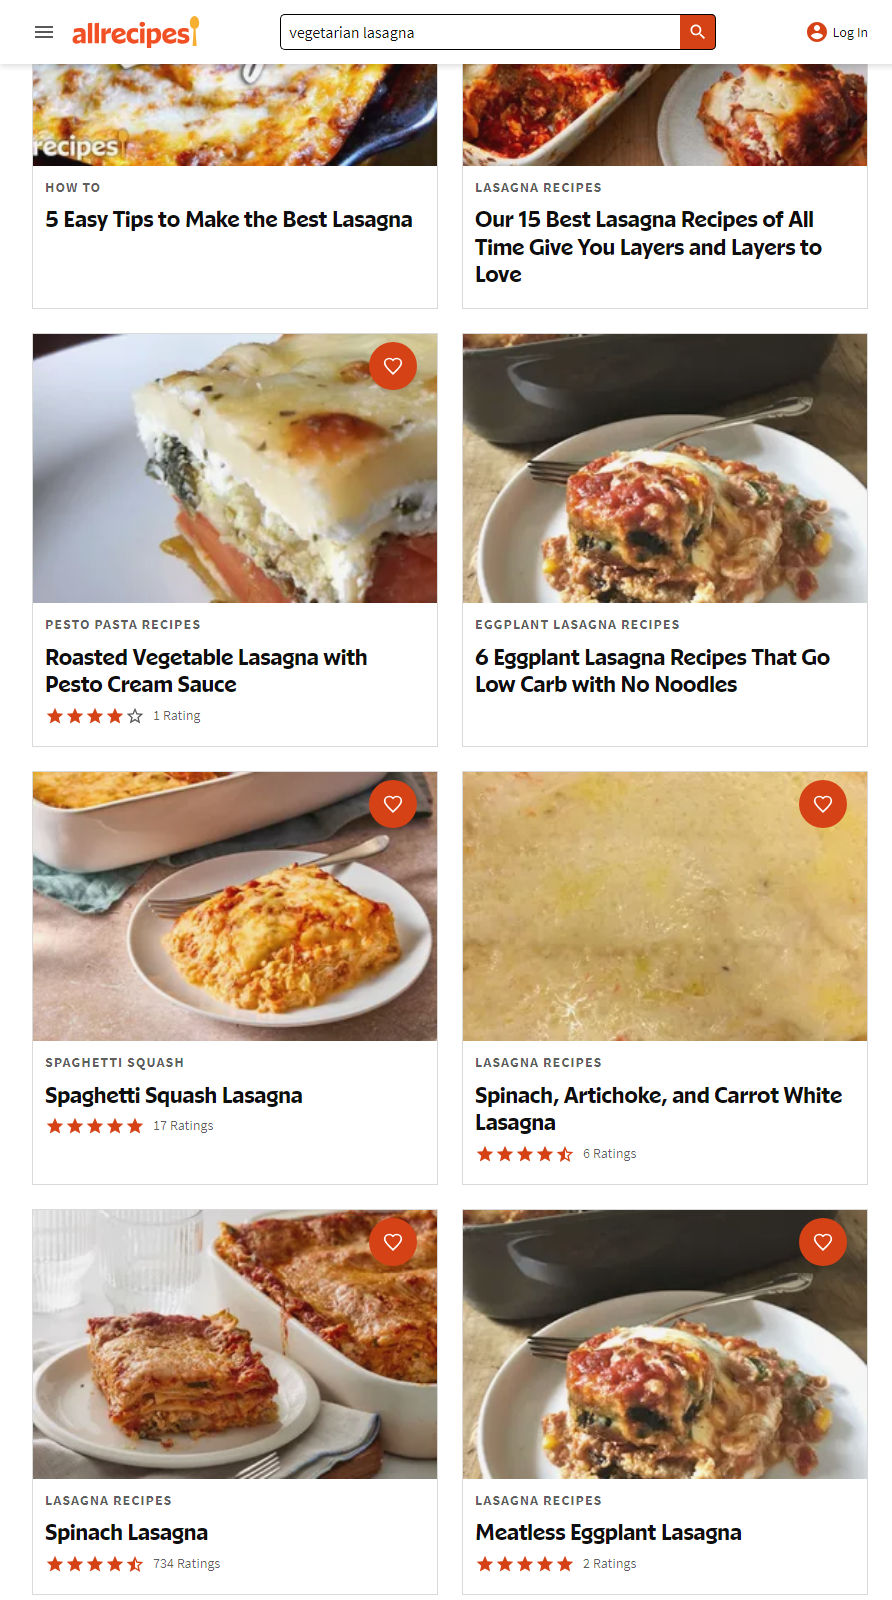 allrecipes
vegetarian lasagna
Log In
recipes
HOW TO
5 Easy Tips to Make the Best Lasagna
LASAGNA RECIPES
Our 15 Best Lasagna Recipes of All
Time Give You Layers and Layers to
Love
PESTO PASTA RECIPES
Roasted Vegetable Lasagna with
Pesto Cream Sauce
1 Rating
EGGPLANT LASAGNA RECIPES
6 Eggplant Lasagna Recipes That Go
Low Carb with No Noodles
SPAGHETTI SQUASH
Spaghetti Squash Lasagna
17 Ratings
LASAGNA RECIPES
Spinach, Artichoke, and Carrot White
Lasagna
6 Ratings
LASAGNA RECIPES
Spinach Lasagna
734 Ratings
LASAGNA RECIPES
Meatless Eggplant Lasagna
2 Ratings